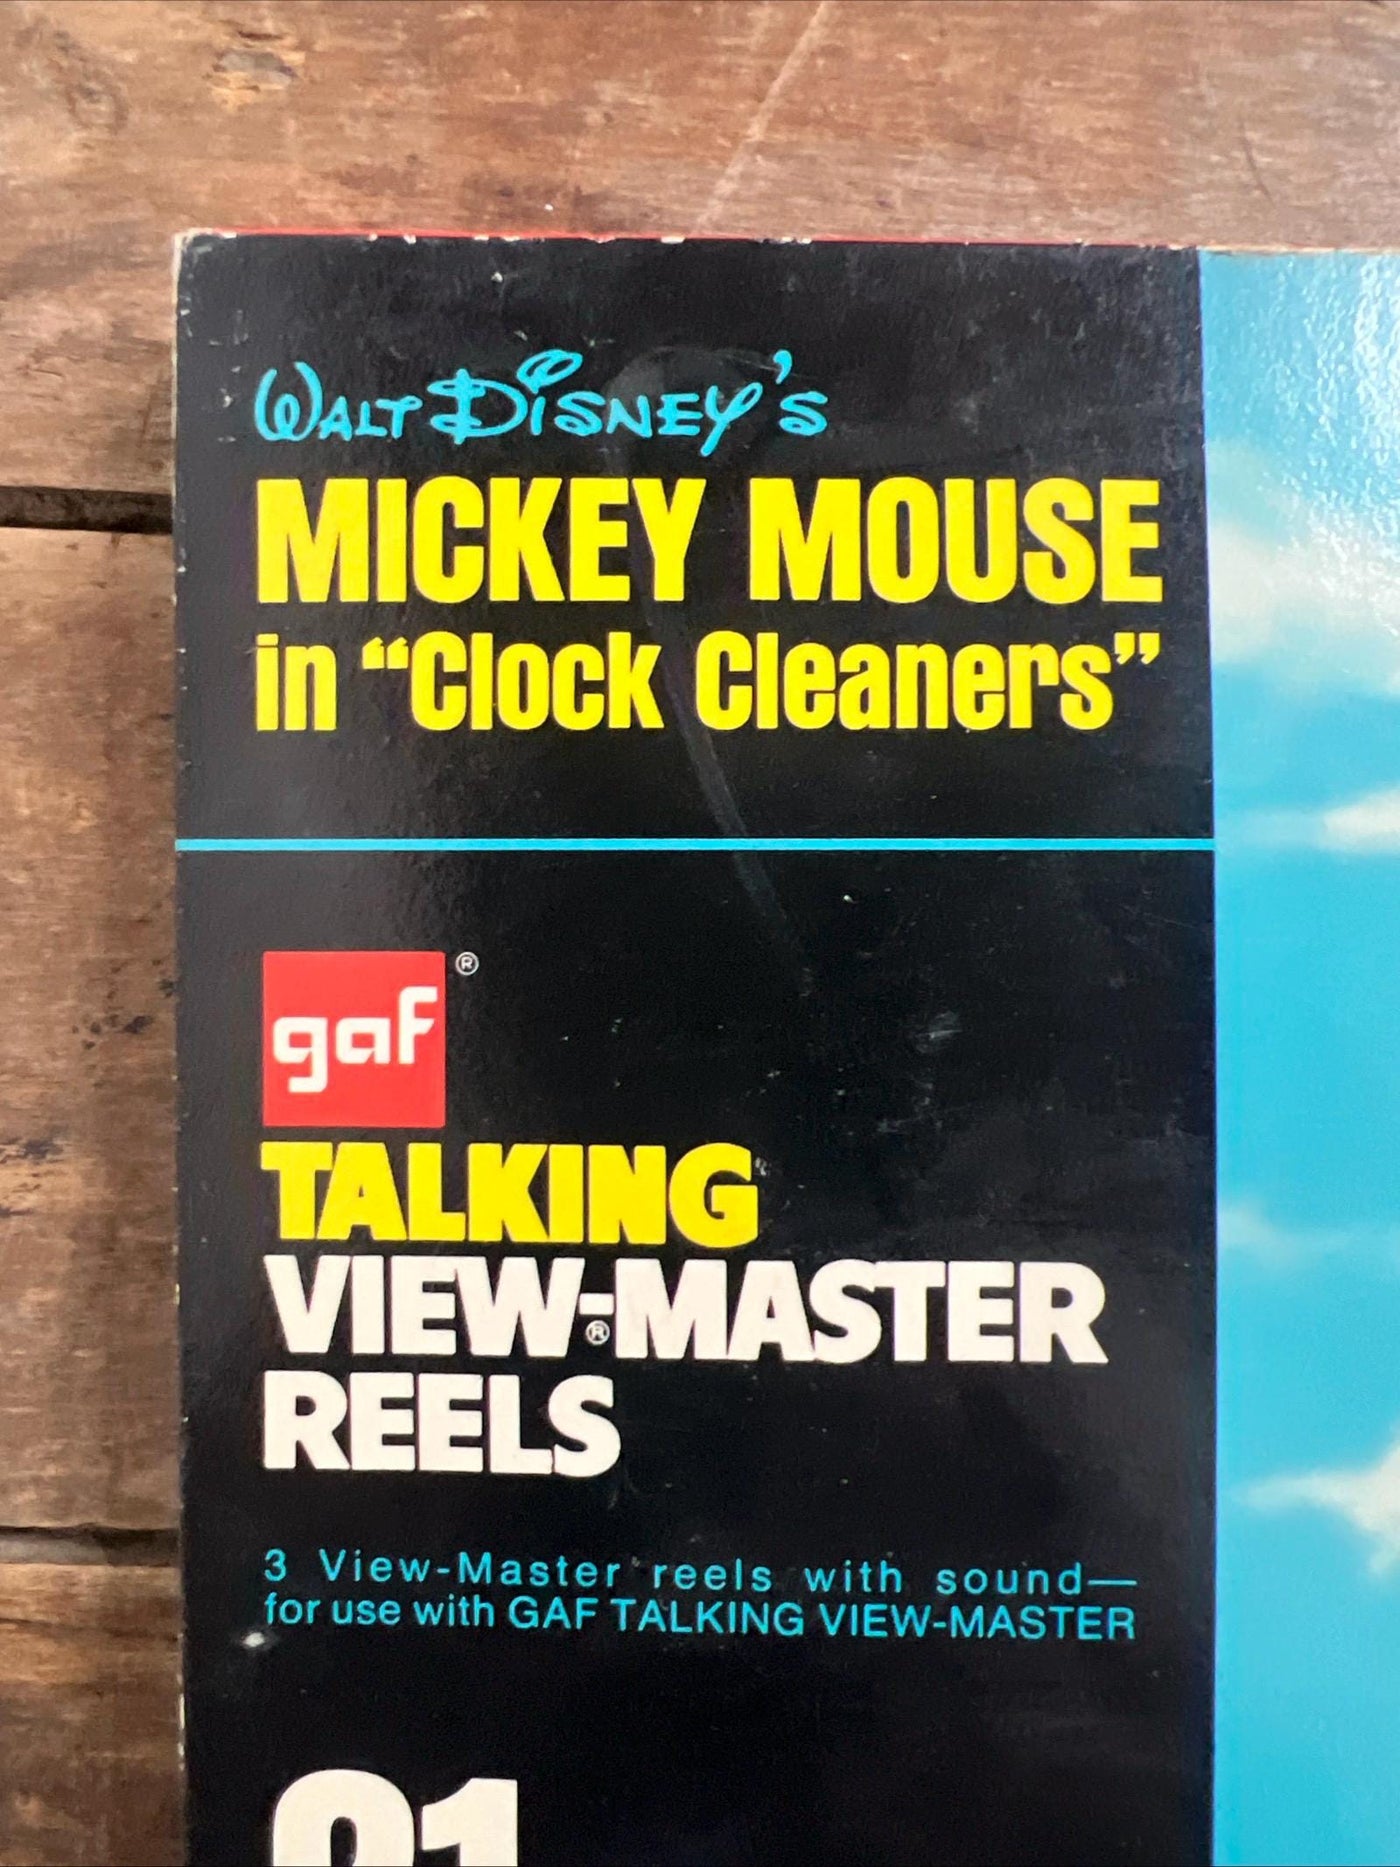 WALT DISNEY's
MICKEY MOUSE
in “Clock Cleaners”
gaf®
TALKING
VIEW-MASTER®
REELS
3 View-Master reels with sound—
for use with GAF TALKING VIEW-MASTER